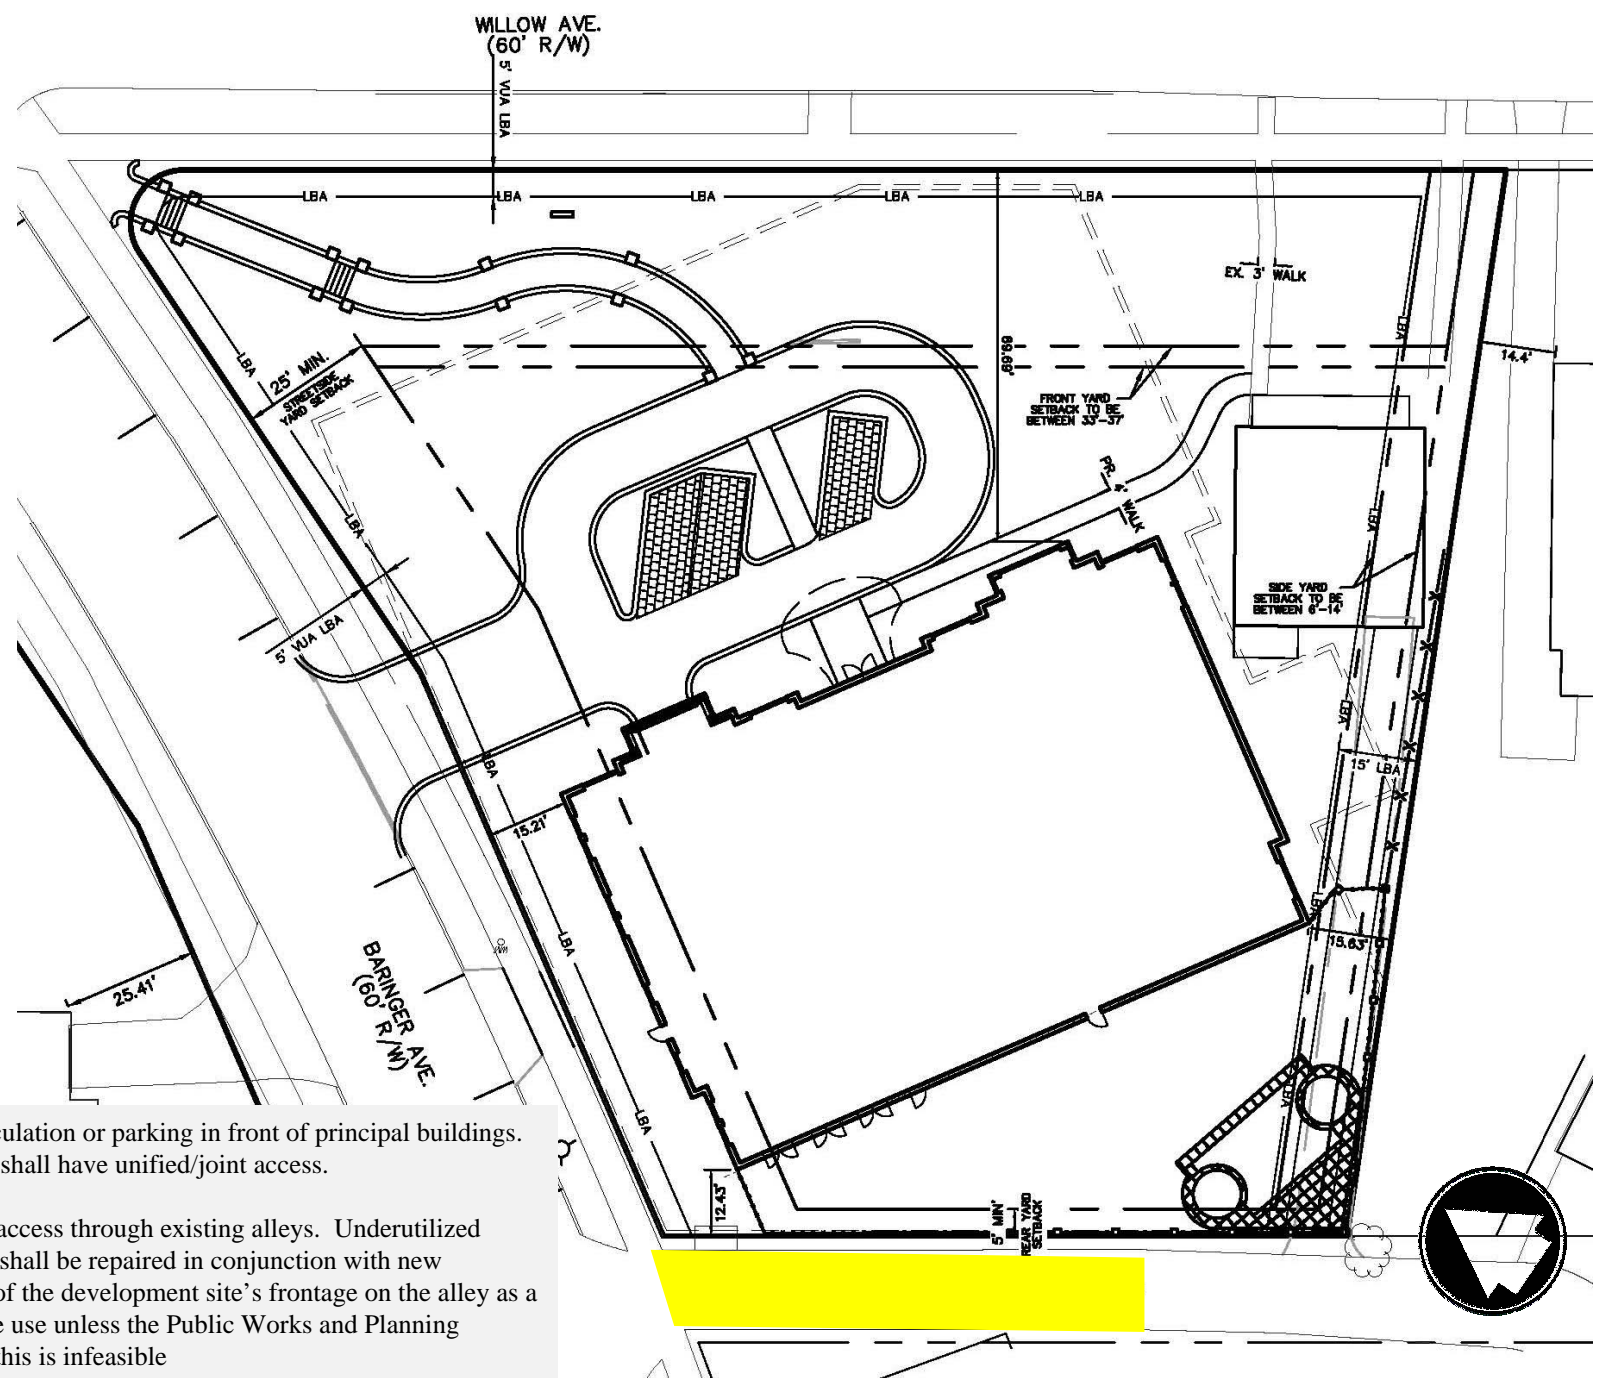 WILLOW AVE.
(60' R/W)
5' VUA LBA
LBA
LBA
LBA
LBA
LBA
EX. 3' WALK
LBA
LBA
25' MIN.
STREETSIDE
YARD SETBACK
69.69'
14.4'
FRONT YARD
SETBACK TO BE
BETWEEN 33'-37'
PR. 4' WALK
LBA
LBA
SIDE YARD
SETBACK TO BE
BETWEEN 6'-14'
5' VUA LBA
LBA
15' LBA
LBA
15.21'
LBA
15.63'
LBA
BARINGER AVE.
(60' R/W)
25.41'
LBA
LBA
12.43'
5' MIN'
REAR YARD
SETBACK
culation or parking in front of principal buildings.
shall have unified/joint access.
access through existing alleys. Underutilized
shall be repaired in conjunction with new
of the development site's frontage on the alley as a
e use unless the Public Works and Planning
this is infeasible